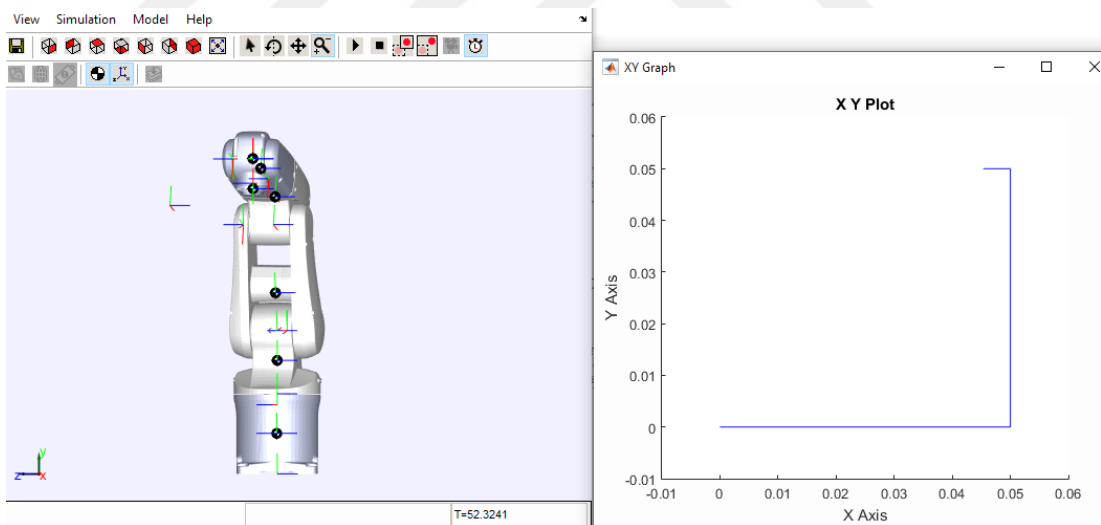 View Simulation Model Help
y
z
x
T=52.3241
XY Graph
X Y Plot
0.06
0.05
0.04
0.03
0.02
0.01
0
-0.01
Y Axis
-0.01 0 0.01 0.02 0.03 0.04 0.05 0.06
X Axis